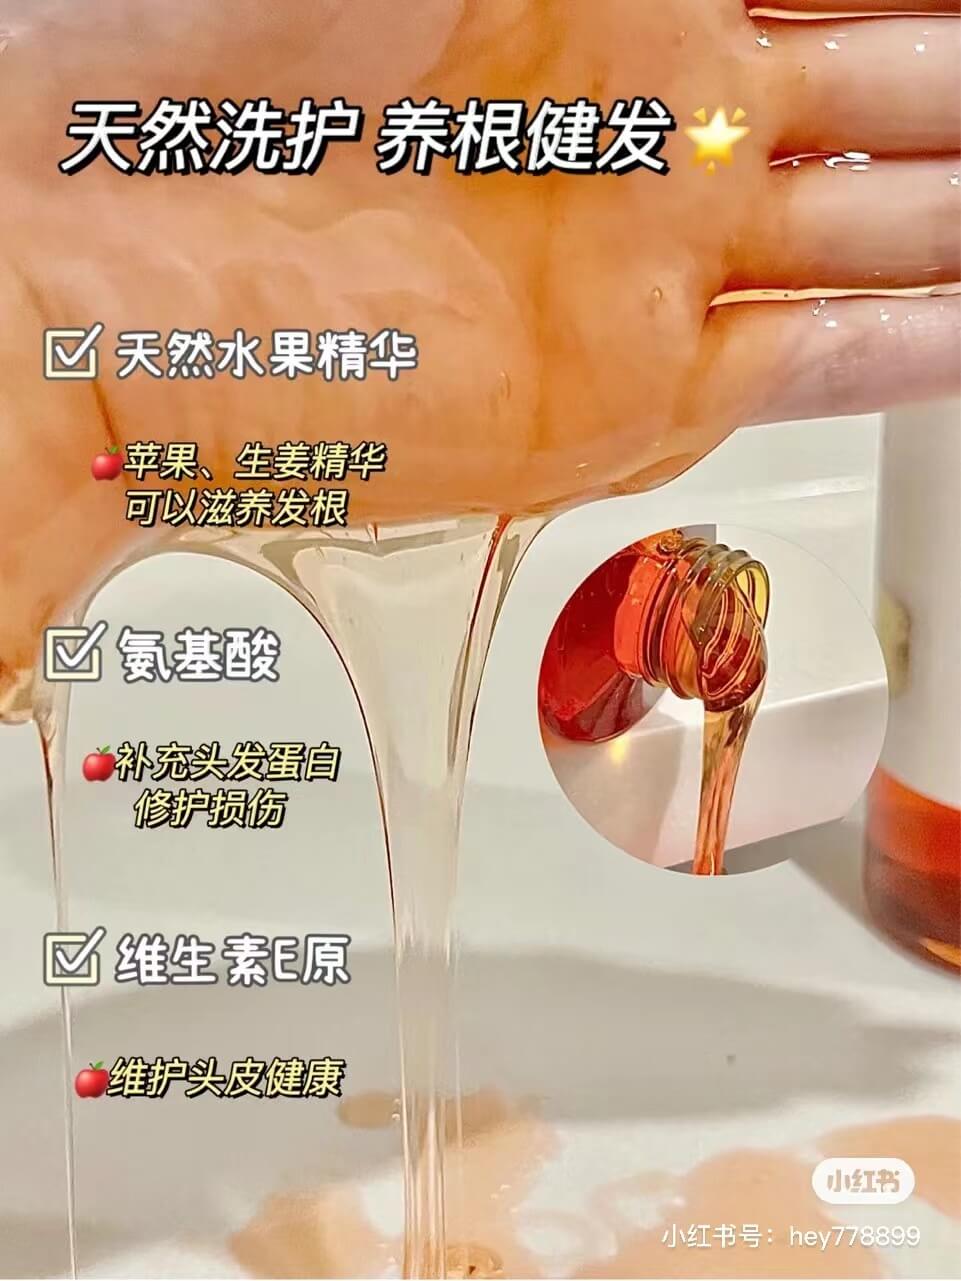 天然洗护 养根健发
天然水果精华
苹果、生姜精华
可以滋养发根
氨基酸
补充头发蛋白
修护损伤
维生素E原
维护头皮健康
小红书
小红书号：hey778899